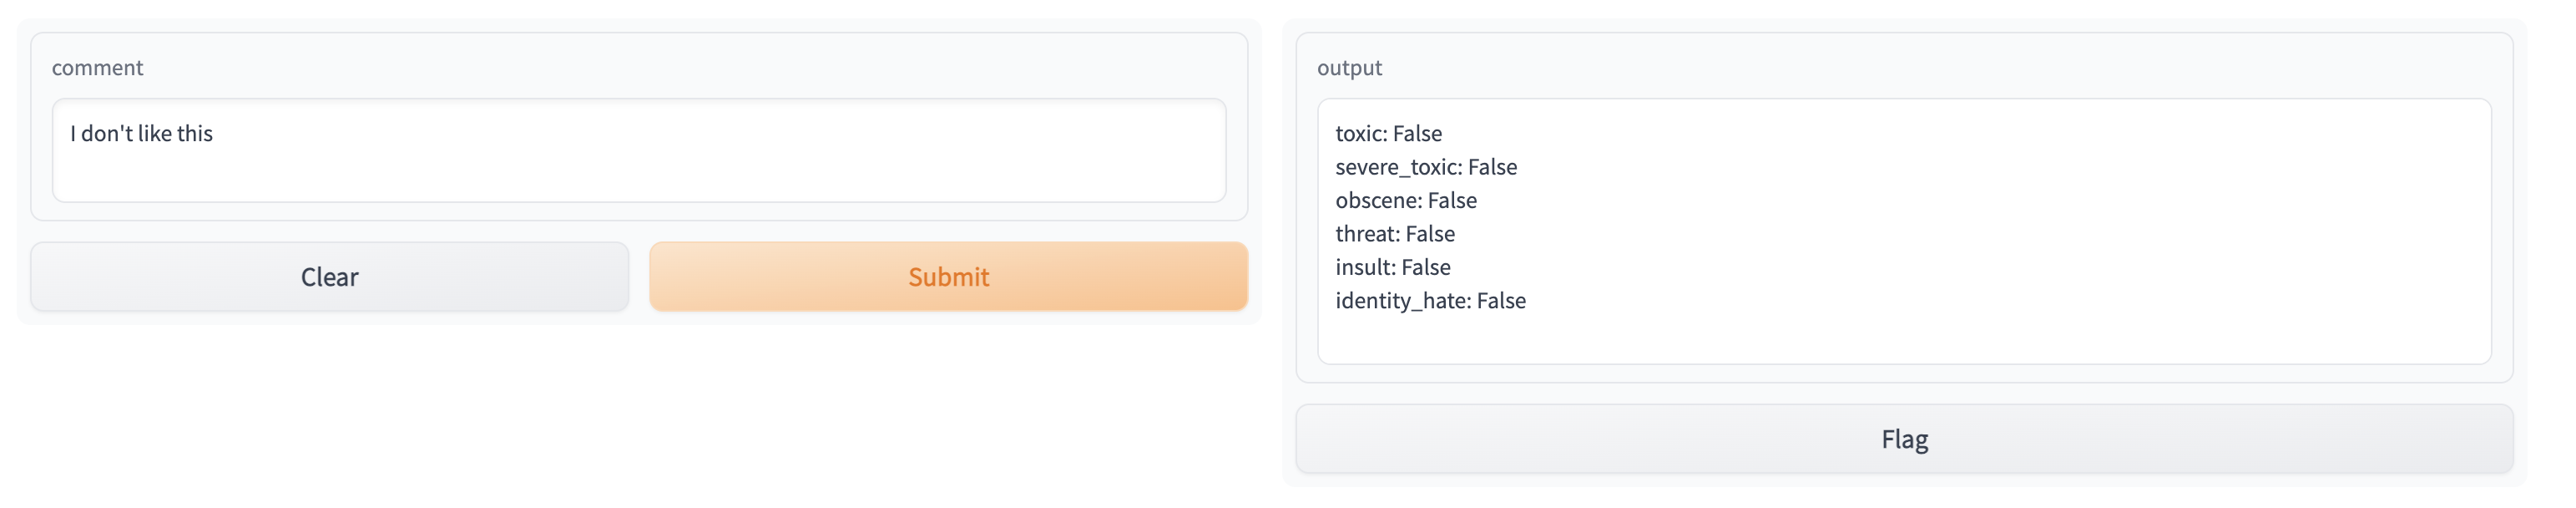 comment
I don't like this
Clear
Submit
output
toxic: False
severe_toxic: False
obscene: False
threat: False
insult: False
identity_hate: False
Flag